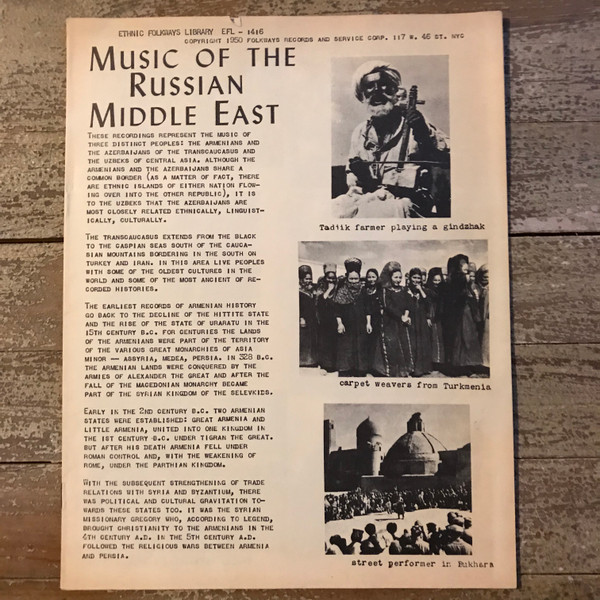 ETHNIC FOLKWAYS LIBRARY EFL - 1416
COPYRIGHT 1950 FOLKWAYS RECORDS AND SERVICE CORP. 117 W. 46 ST. NYC
MUSIC OF THE
RUSSIAN
MIDDLE EAST
THESE RECORDINGS REPRESENT THE MUSIC OF
THREE DISTINCT PEOPLES: THE ARMENIANS AND
THE AZERBAIJANS OF THE TRANSCAUCASUS AND
THE UZBEKS OF CENTRAL ASIA. ALTHOUGH THE
ARMENIANS AND THE AZERBAIJANS SHARE A
COMMON BORDER (AS A MATTER OF FACT, THERE
ARE ETHNIC ISLANDS OF EITHER NATION FLOW-
ING OVER INTO THE OTHER REPUBLIC), IT IS
TO THE UZBEKS THAT THE AZERBAIJANS ARE
MOST CLOSELY RELATED ETHNICALLY, LINGUIST-
ICALLY, CULTURALLY.
THE TRANSCAUCASUS EXTENDS FROM THE BLACK
TO THE CASPIAN SEAS SOUTH OF THE CAUCA-
SIAN MOUNTAINS BORDERING IN THE SOUTH ON
TURKEY AND IRAN. IN THIS AREA LIVE PEOPLES
WITH SOME OF THE OLDEST CULTURES IN THE
WORLD AND SOME OF THE MOST ANCIENT OF RE-
CORDED HISTORIES.
THE EARLIEST RECORDS OF ARMENIAN HISTORY
GO BACK TO THE DECLINE OF THE HITTITE STATE
AND THE RISE OF THE STATE OF URARATU IN THE
15TH CENTURY B.C. FOR CENTURIES THE LANDS
OF THE ARMENIANS WERE PART OF THE TERRITORY
OF THE VARIOUS GREAT MONARCHIES OF ASIA
MINOR — ASSYRIA, MEDEA, PERSIA. IN 328 B.C.
THE ARMENIAN LANDS WERE CONQUERED BY THE
ARMIES OF ALEXANDER THE GREAT AND AFTER THE
FALL OF THE MACEDONIAN MONARCHY BECAME
PART OF THE SYRIAN KINGDOM OF THE SELEVKIDS.
EARLY IN THE 2ND CENTURY B.C. TWO ARMENIAN
STATES WERE ESTABLISHED: GREAT ARMENIA AND
LITTLE ARMENIA, UNITED INTO ONE KINGDOM IN
THE 1ST CENTURY B.C. UNDER TIGRAN THE GREAT.
BUT AFTER HIS DEATH ARMENIA FELL UNDER
ROMAN CONTROL AND, WITH THE WEAKENING OF
ROME, UNDER THE PARTHIAN KINGDOM.
WITH THE SUBSEQUENT STRENGTHENING OF TRADE
RELATIONS WITH SYRIA AND BYZANTIUM, THERE
WAS POLITICAL AND CULTURAL GRAVITATION TO-
WARDS THESE STATES TOO. IT WAS THE SYRIAN
MISSIONARY GREGORY WHO, ACCORDING TO LEGEND,
BROUGHT CHRISTIANITY TO THE ARMENIANS IN THE
4TH CENTURY A.D. IN THE 5TH CENTURY A.D.
FOLLOWED THE RELIGIOUS WARS BETWEEN ARMENIA
AND PERSIA.
Tadjik farmer playing a gindzhak
carpet weavers from Turkmenia
street performer in Bukhara